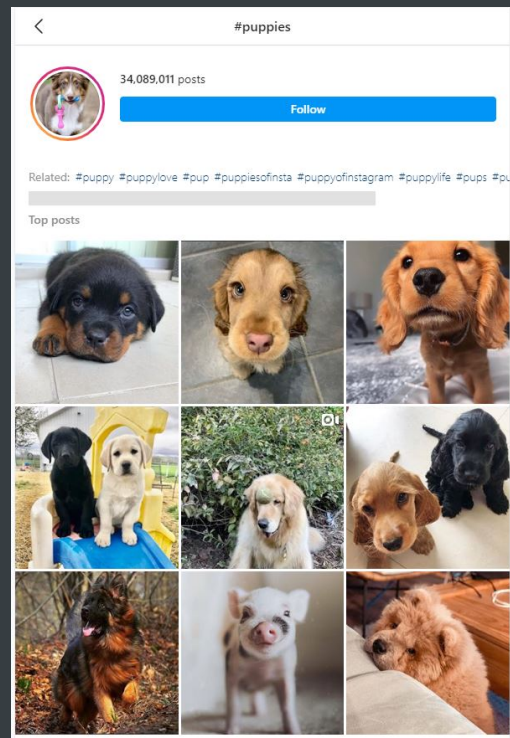 #puppies
34,089,011 posts
Follow
Related: #puppy #puppylove #pup #puppiesofinsta #puppyofinstagram #puppylife #pups
Top posts